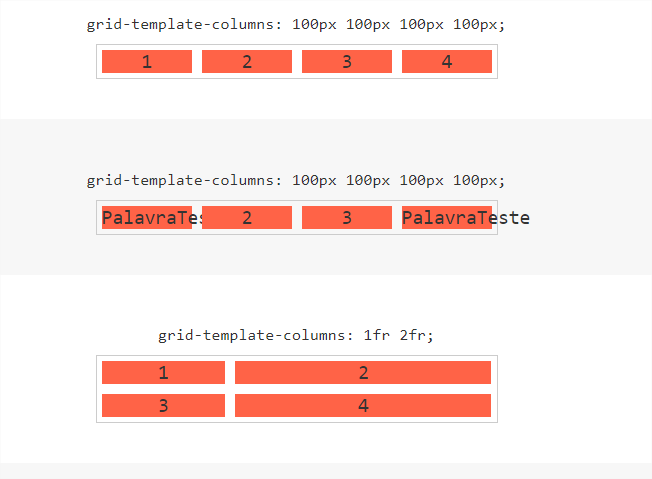 grid-template-columns: 100px 100px 100px 100px;
1 2 3 4
grid-template-columns: 100px 100px 100px 100px;
PalavraTes 2 3 PalavraTeste
grid-template-columns: 1fr 2fr;
1 2
3 4